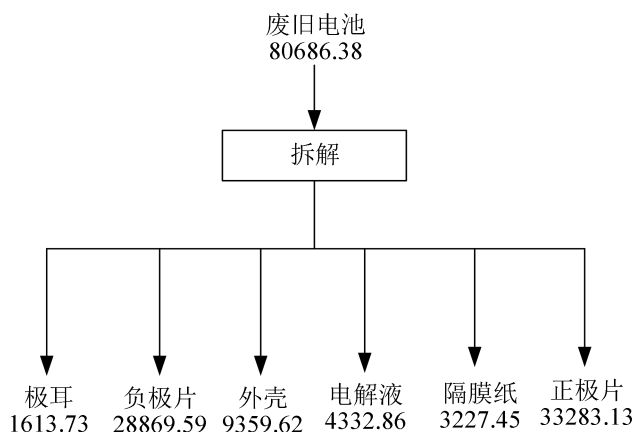 废旧电池
80686.38
拆解
极耳
1613.73
负极片
28869.59
外壳
9359.62
电解液
4332.86
隔膜纸
3227.45
正极片
33283.13